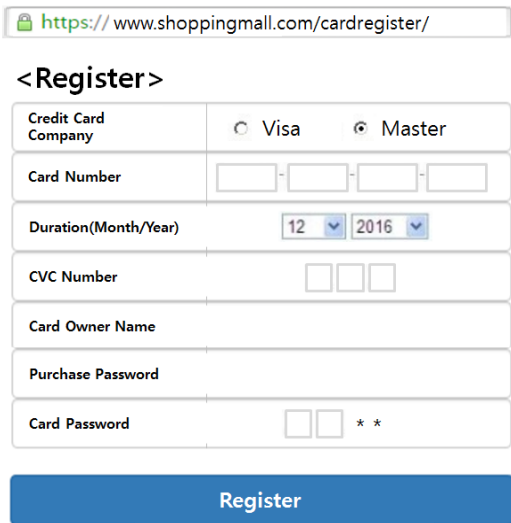 https:// www.shoppingmall.com/cardregister/
<Register>
Credit Card
Company
Visa
Master
Card Number
- - -
Duration(Month/Year)
12
2016
CVC Number
Card Owner Name
Purchase Password
Card Password
* *
Register